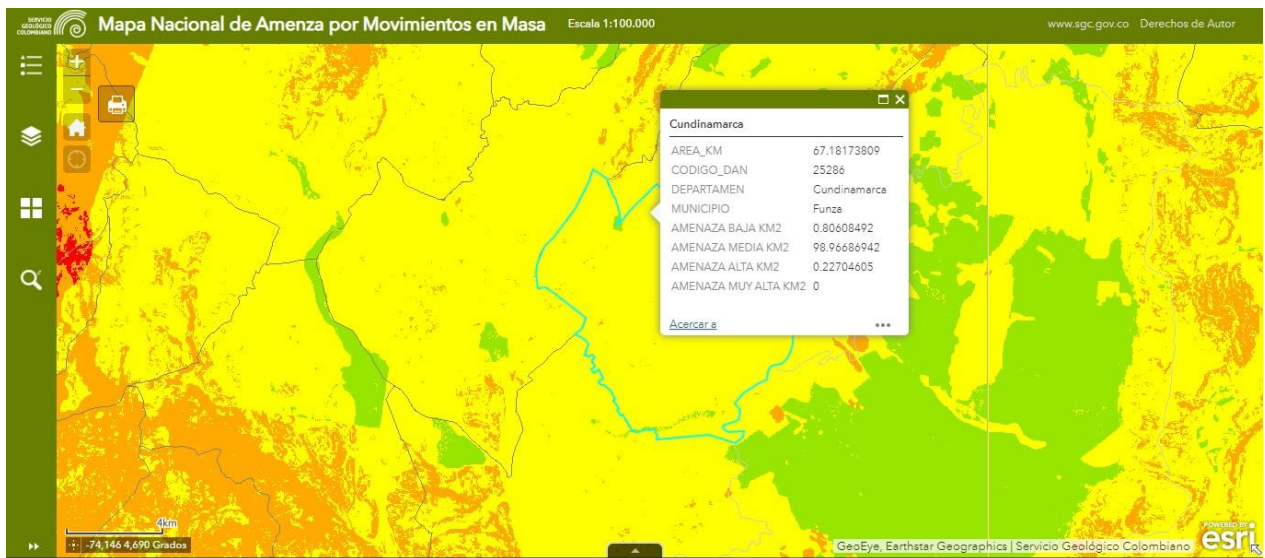 SERVICIO
GEOLÓGICO
COLOMBIANO
Mapa Nacional de Amenza por Movimientos en Masa
Escala 1:100.000
www.sgc.gov.co Derechos de Autor
Cundinamarca
AREA_KM 67.18173809
CODIGO_DAN 25286
DEPARTAMEN Cundinamarca
MUNICIPIO Funza
AMENAZA BAJA KM2 0.80608492
AMENAZA MEDIA KM2 98.96686942
AMENAZA ALTA KM2 0.22704605
AMENAZA MUY ALTA KM2 0
Acercar a
4km
-74,146 4,690 Grados
GeoEye, Earthstar Geographics | Servicio Geológico Colombiano
POWERED BY
esri